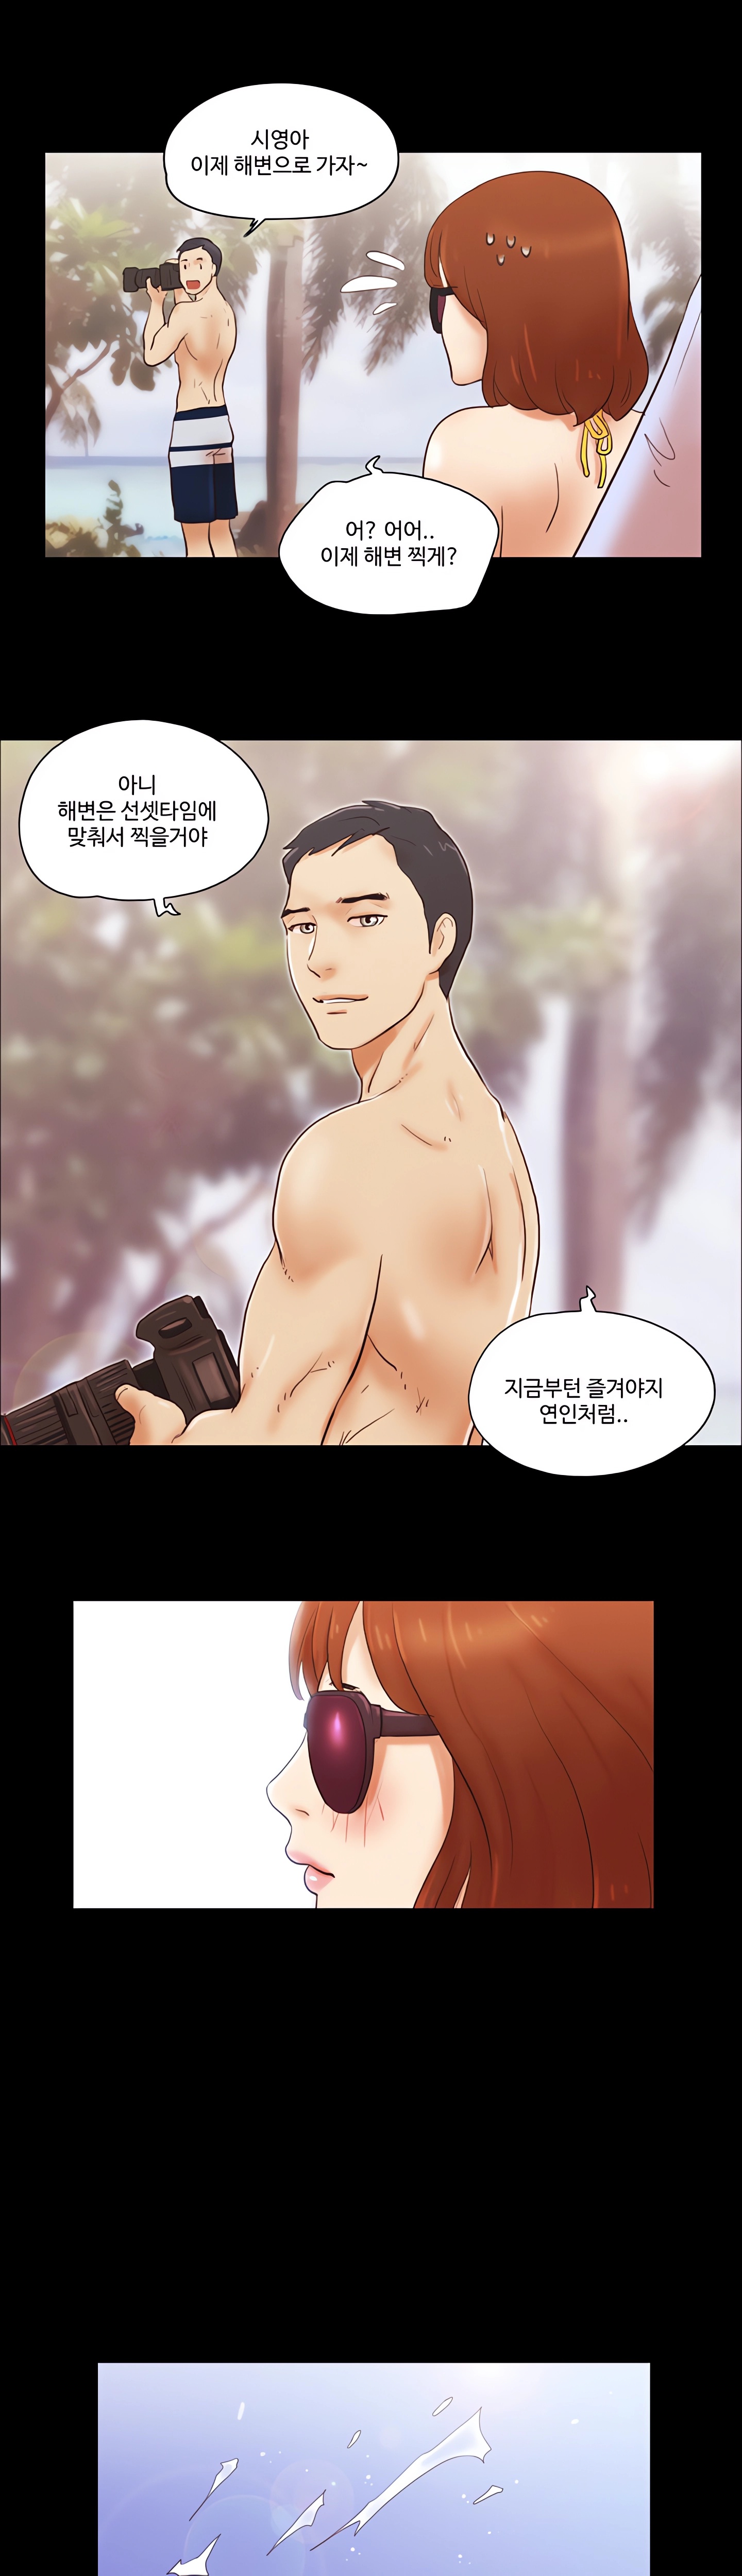 시영아
이제 해변으로 가자~
어? 어어..
이제 해변 찍게?
아니
해변은 선셋타임에
맞춰서 찍을거야
지금부턴 즐겨야지
연인처럼..